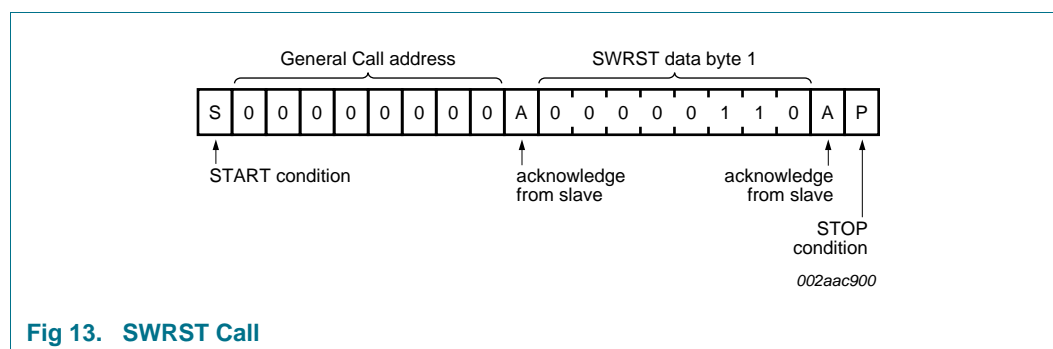 General Call address SWRST data byte 1
S 0 0 0 0 0 0 0 0 A 0 0 0 0 0 1 1 0 A P
START condition
acknowledge
from slave
acknowledge
from slave
STOP
condition
002aac900
Fig 13. SWRST Call